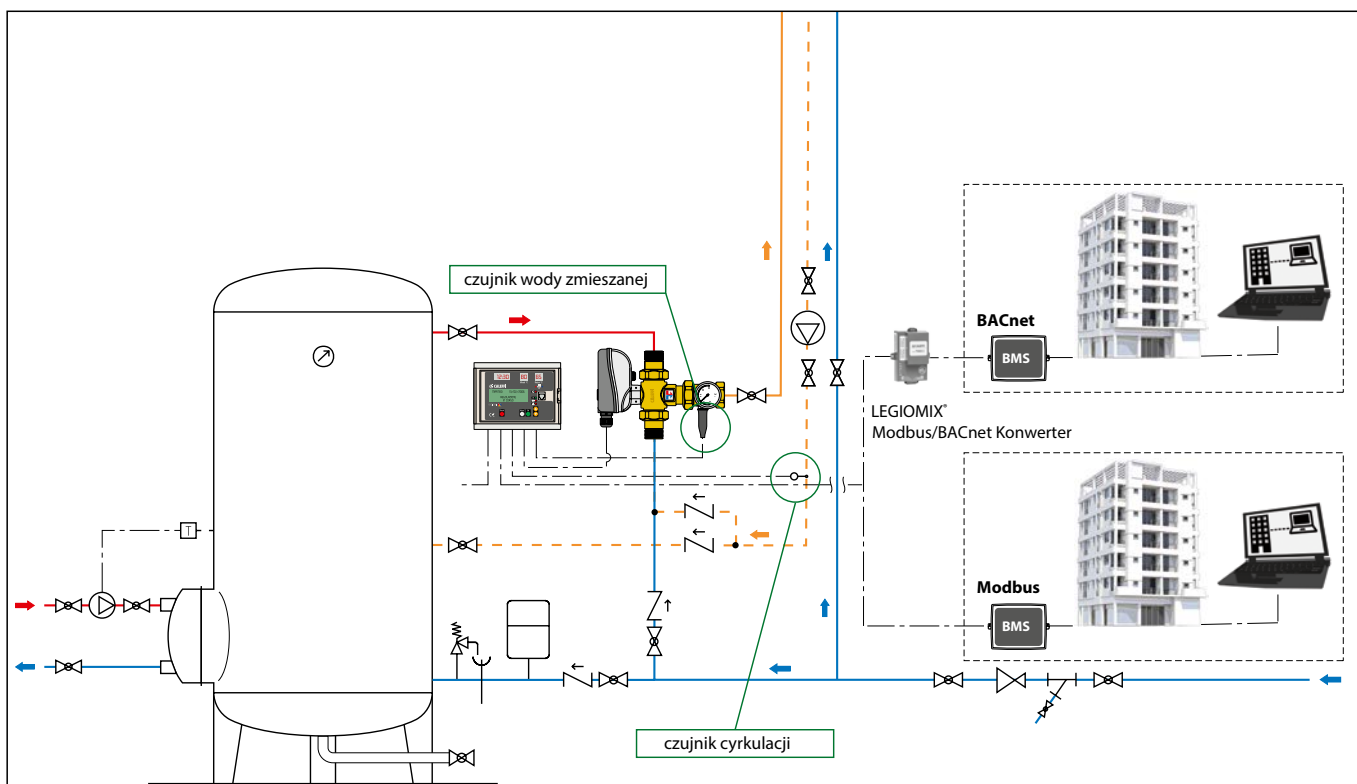 czujnik wody zmieszanej
BACnet
BMS
LEGIOMIX®
Modbus/BACnet Konwerter
T
Modbus
BMS
czujnik cyrkulacji